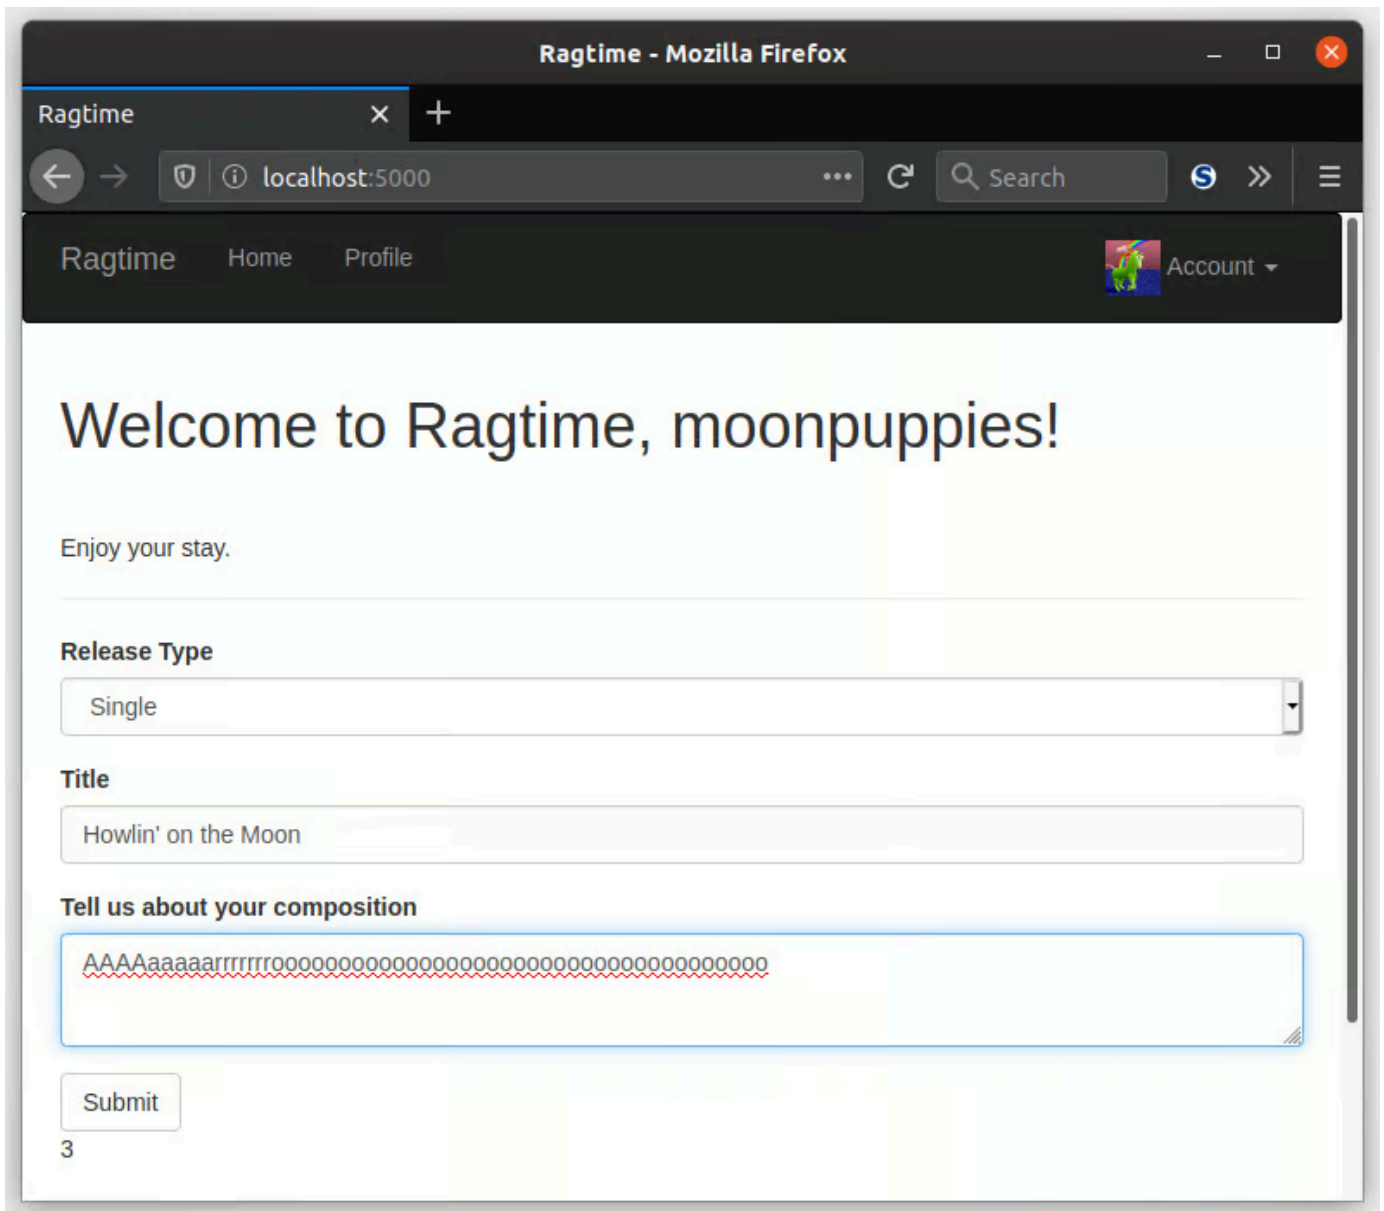 Ragtime - Mozilla Firefox
Ragtime
localhost:5000
Search
Ragtime Home Profile Account
Welcome to Ragtime, moonpuppies!
Enjoy your stay.
Release Type
Single
Title
Howlin' on the Moon
Tell us about your composition
AAAAaaaaarrrrrrrooooooooooooooooooooooooooooooooooooo
Submit
3